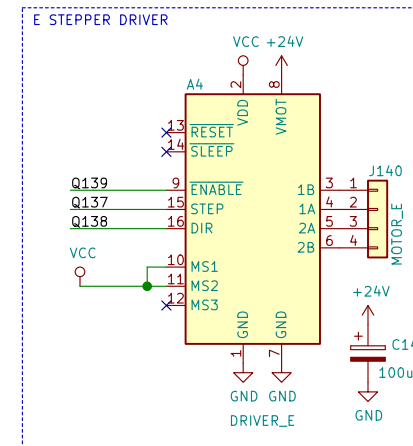 E STEPPER DRIVER
VCC +24V
A4
2 8
VDD VMOT
13 RESET
14 SLEEP
Q139 9 ENABLE 1B 3 1 J140
Q137 15 STEP 1A 4 2
Q138 16 DIR 2A 5 3
2B 6 4
MOTOR_E
VCC
10 MS1
11 MS2
12 MS3
GND GND
1 7
GND GND
DRIVER_E
+24V
+ C14
100u
GND